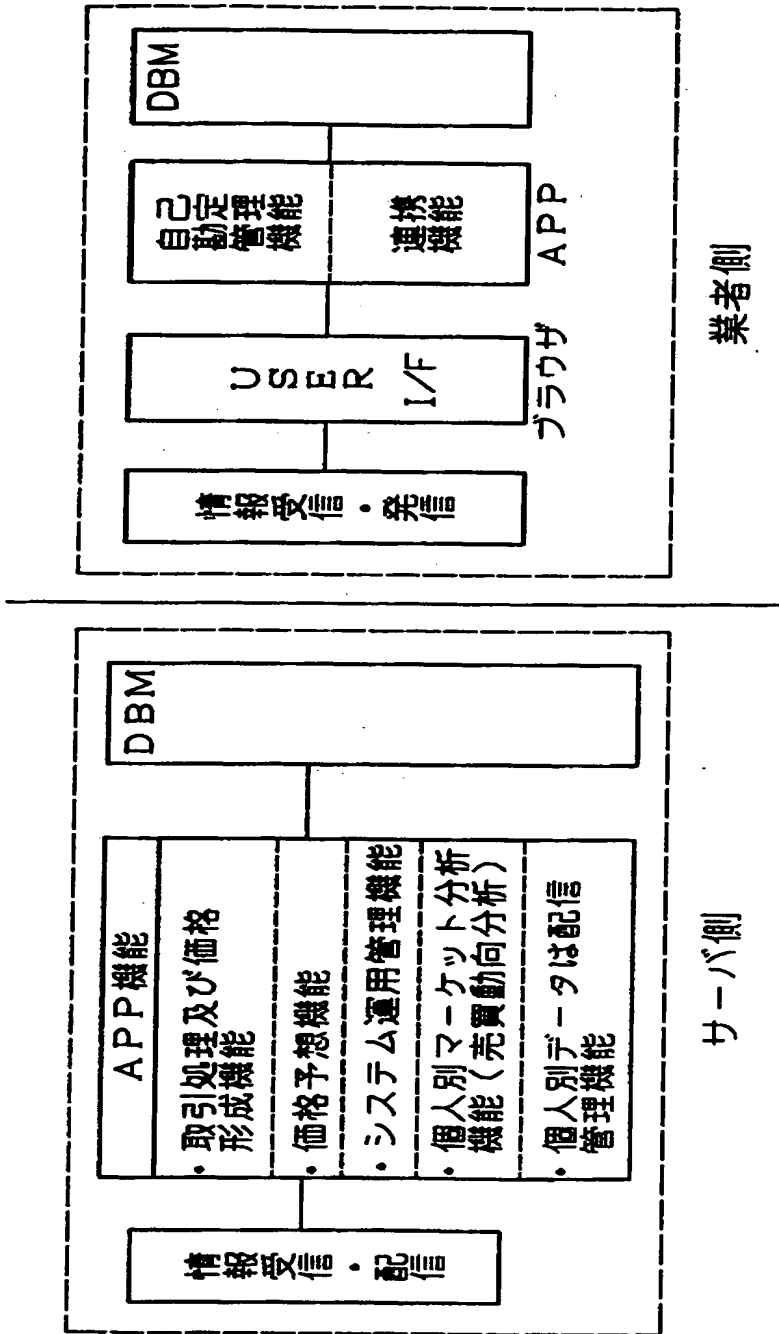 情報受信・配信
APP機能
・取引処理及び価格
形成機能
・価格予想機能
・システム運用管理機能
・個人別マーケット分析
機能（売買動向分析）
・個人別データは配信
管理機能
DBM
サーバ側
情報受信・発信
USER
I/F
ブラウザ
自己
勘定
管理
機能
連携
機能
APP
DBM
業者側